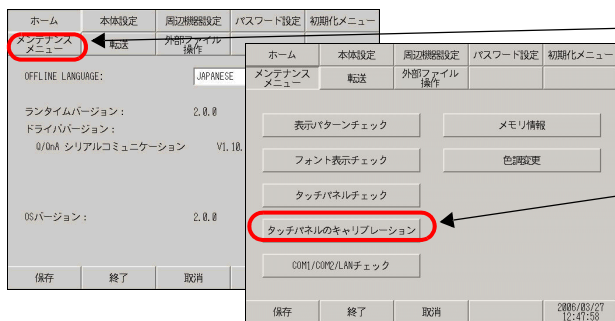 ホーム 本体設定 周辺機器設定 パスワード設定 初期化メニュー
メンテナンス
メニュー
転送
外部ファイル
操作
OFFLINE LANGUAGE: JAPANESE
ランタイムバージョン: 2.0.0
ドライババージョン:
Q/QnA シリアルコミュニケーション V1.10.
OSバージョン: 2.0.0
保存 終了 取消
ホーム 本体設定 周辺機器設定 パスワード設定 初期化メニュー
メンテナンス
メニュー
転送
外部ファイル
操作
表示パターンチェック メモリ情報
フォント表示チェック 色調変更
タッチパネルチェック
タッチパネルのキャリブレーション
COM1/COM2/LANチェック
保存 終了 取消
2006/03/27
12:47:58